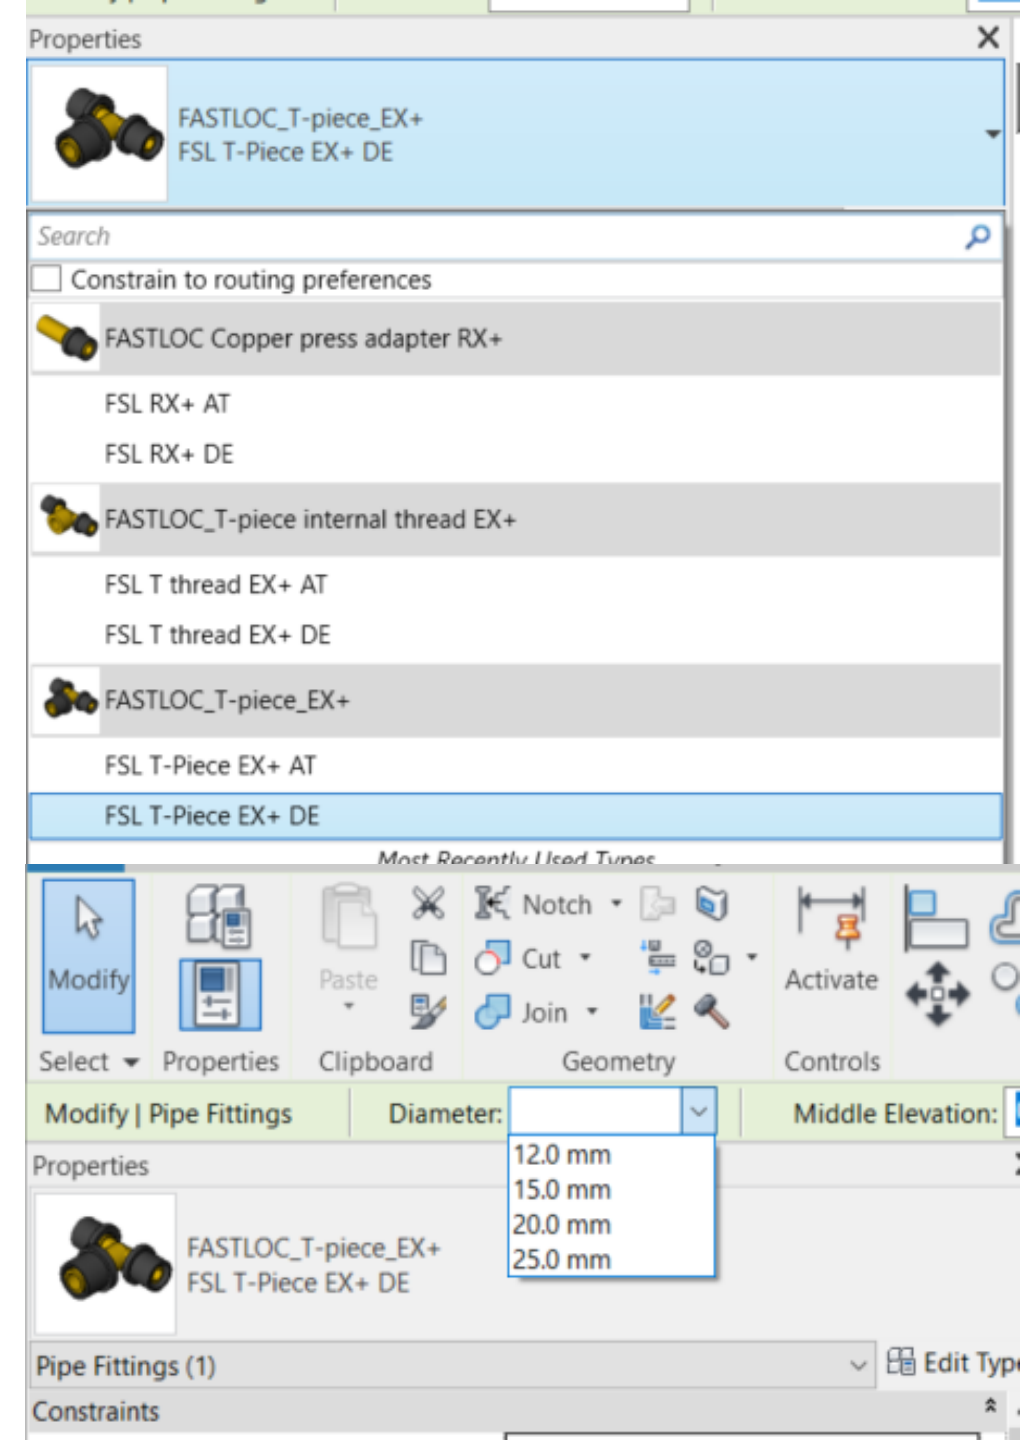 Properties
FASTLOC_T-piece_EX+
FSL T-Piece EX+ DE
Search
Constrain to routing preferences
FASTLOC Copper press adapter RX+
FSL RX+ AT
FSL RX+ DE
FASTLOC_T-piece internal thread EX+
FSL T thread EX+ AT
FSL T thread EX+ DE
FASTLOC_T-piece_EX+
FSL T-Piece EX+ AT
FSL T-Piece EX+ DE
Most Recently Used Types
Modify
Paste
Notch
Cut
Join
Activate
Select Properties Clipboard Geometry Controls
Modify | Pipe Fittings Diameter: Middle Elevation:
12.0 mm
15.0 mm
20.0 mm
25.0 mm
Properties
FASTLOC_T-piece_EX+
FSL T-Piece EX+ DE
Pipe Fittings (1) Edit Type
Constraints